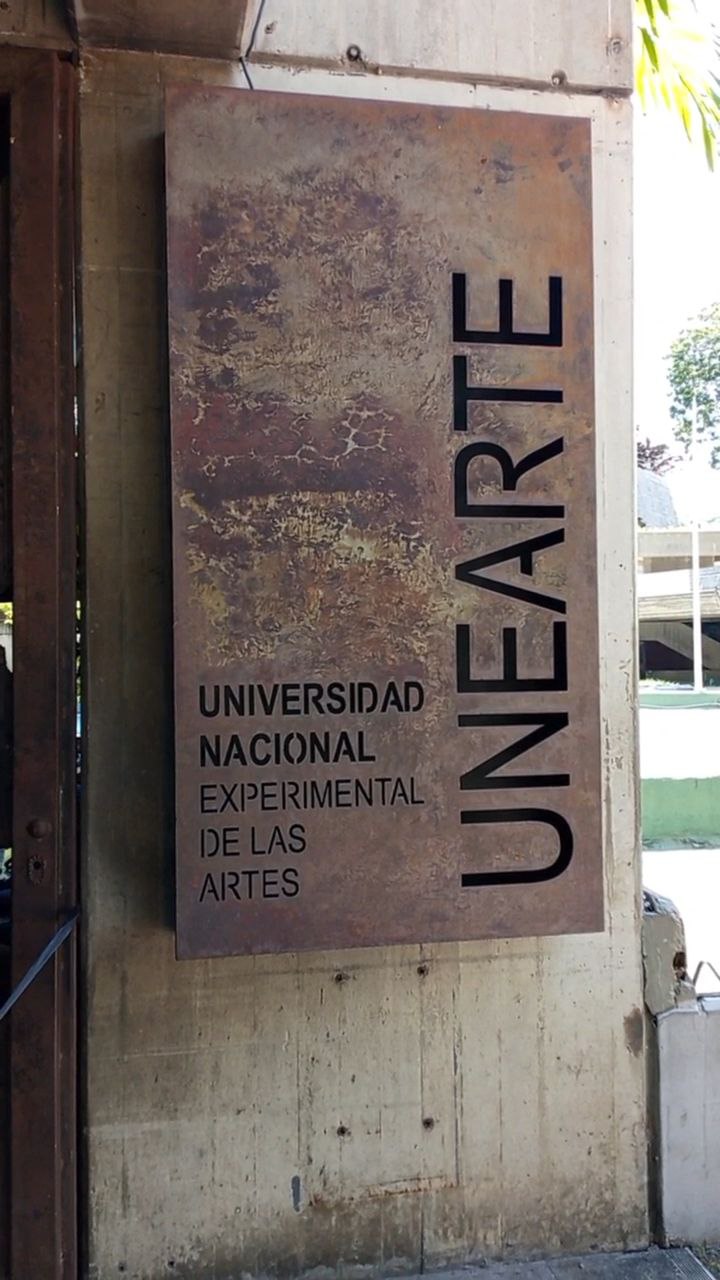 UNIVERSIDAD
NACIONAL
EXPERIMENTAL
DE LAS
ARTES
UNEARTE